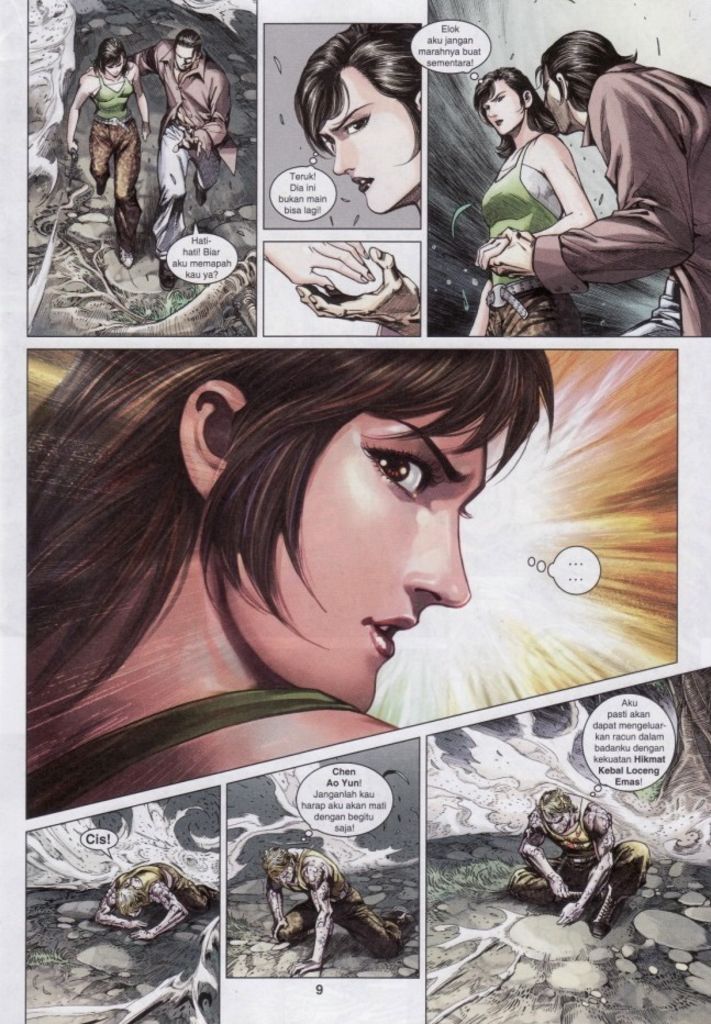 Hati-
hati! Biar
aku memapah
kau ya?
Teruk!
Dia ini
bukan main
bisa lagi!
Elok
aku jangan
marahnya buat
sementara!
...
...
Cis!
Chen
Ao Yun!
Janganlah kau
harap aku akan mati
dengan begitu
saja!
Aku
pasti akan
dapat mengeluar-
kan racun dalam
badanku dengan
kekuatan Hikmat
Kebal Loceng
Emas!
9